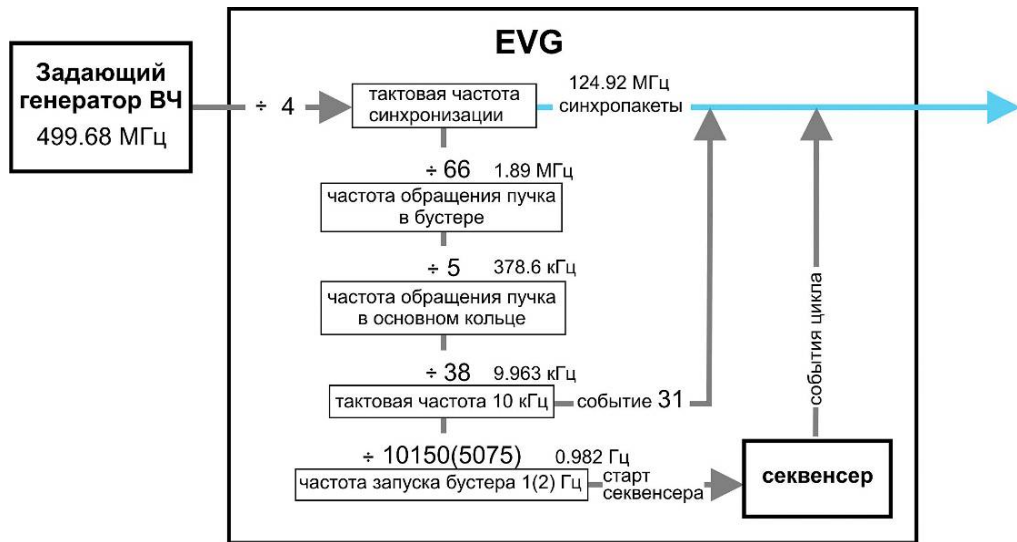 EVG
Задающий
генератор ВЧ
499.68 МГц
÷ 4
тактовая частота
синхронизации
124.92 МГц
синхропакеты
÷ 66 1.89 МГц
частота обращения пучка
в бустере
÷ 5 378.6 кГц
частота обращения пучка
в основном кольце
÷ 38 9.963 кГц
тактовая частота 10 кГц
событие 31
÷ 10150(5075) 0.982 Гц
частота запуска бустера 1(2) Гц
старт
секвенсера
секвенсер
события цикла